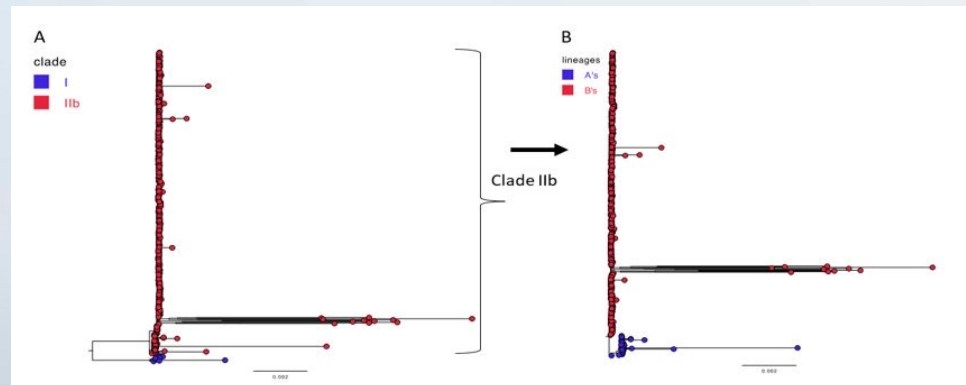 A
clade
I
IIb
0.002
Clade IIb
B
lineages
A's
B's
0.002